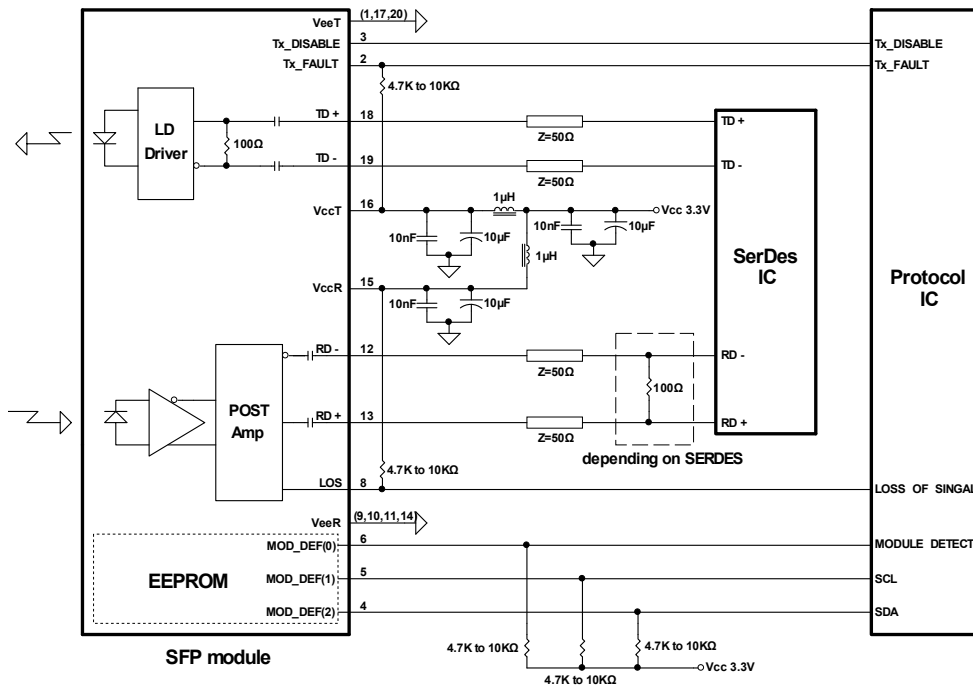 VeeT (1,17,20)
Tx_DISABLE 3 Tx_DISABLE
Tx_FAULT 2 Tx_FAULT
4.7K to 10KΩ
LD Driver
100Ω
TD + 18 TD +
Z=50Ω
TD - 19 TD -
Z=50Ω
1µH
VccT 16 Vcc 3.3V
10nF 10µF 10nF 10µF
1µH
SerDes IC
Protocol IC
VccR 15
10nF 10µF
RD - 12 RD -
Z=50Ω
100Ω
POST Amp
RD + 13 RD +
Z=50Ω
depending on SERDES
4.7K to 10KΩ
LOS 8 LOSS OF SINGAL
VeeR (9,10,11,14)
EEPROM
MOD_DEF(0) 6 MODULE DETECT
MOD_DEF(1) 5 SCL
MOD_DEF(2) 4 SDA
4.7K to 10KΩ 4.7K to 10KΩ
Vcc 3.3V
4.7K to 10KΩ
SFP module